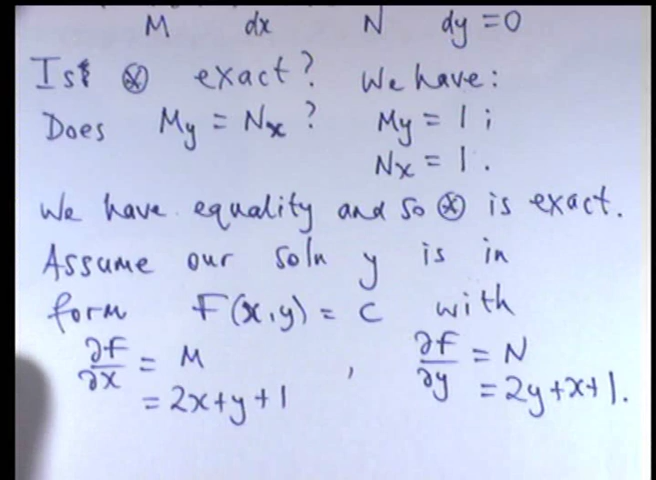 M dx N dy =0
Is ⊛ exact? We have:
Does My = Nx ? My = 1 ;
Nx = 1 .
We have equality and so ⊛ is exact.
Assume our soln y is in
form F(x,y) = c with
∂f/∂x = M , ∂f/∂y = N
= 2x+y+1 = 2y+x+1.